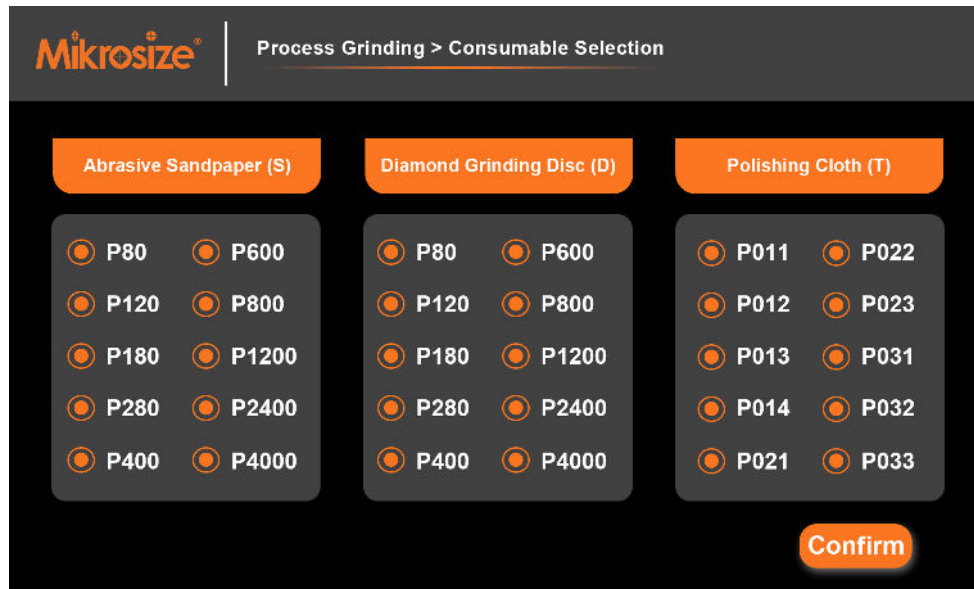 Mikrosize®
Process Grinding > Consumable Selection
Abrasive Sandpaper (S)
P80 P600
P120 P800
P180 P1200
P280 P2400
P400 P4000
Diamond Grinding Disc (D)
P80 P600
P120 P800
P180 P1200
P280 P2400
P400 P4000
Polishing Cloth (T)
P011 P022
P012 P023
P013 P031
P014 P032
P021 P033
Confirm